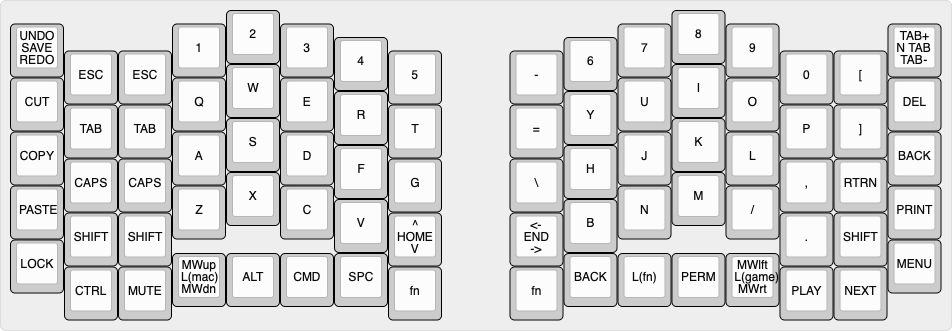 UNDO
SAVE
REDO
ESC
ESC
1
2
3
4
5
-
6
7
8
9
0
[
TAB+
N TAB
TAB-
CUT
TAB
TAB
Q
W
E
R
T
=
Y
U
I
O
P
]
DEL
COPY
CAPS
CAPS
A
S
D
F
G
\
H
J
K
L
,
RTRN
BACK
PASTE
SHIFT
SHIFT
Z
X
C
V
^
HOME
V
<-
END
->
B
N
M
/
.
SHIFT
PRINT
LOCK
CTRL
MUTE
MWup
L(mac)
MWdn
ALT
CMD
SPC
fn
fn
BACK
L(fn)
PERM
MWlft
L(game)
MWrt
PLAY
NEXT
MENU